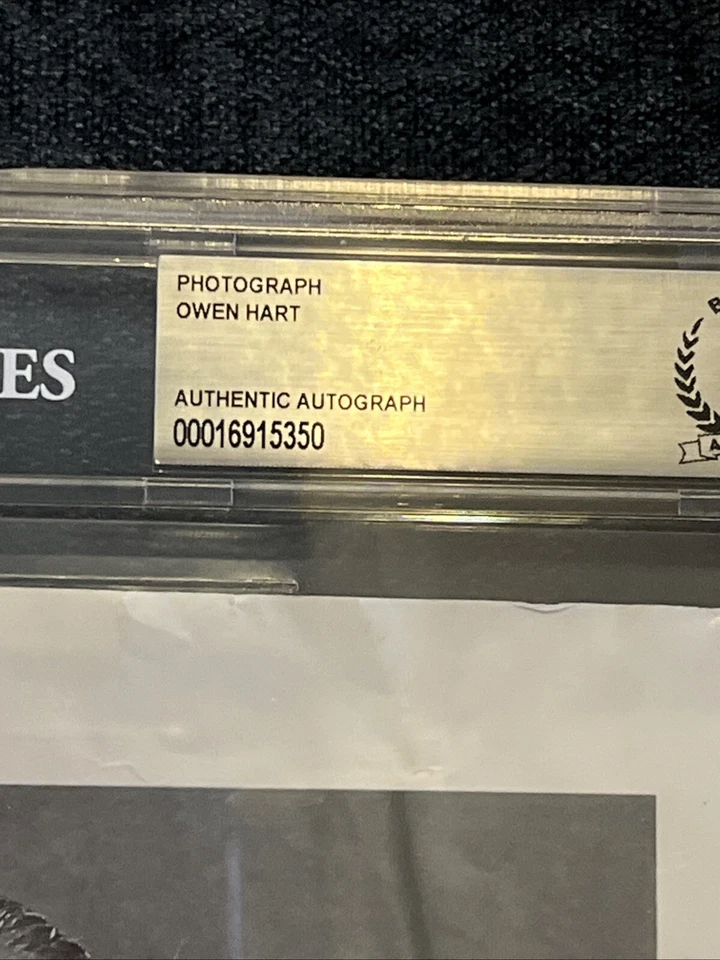 ES
PHOTOGRAPH
OWEN HART
AUTHENTIC AUTOGRAPH
00016915350